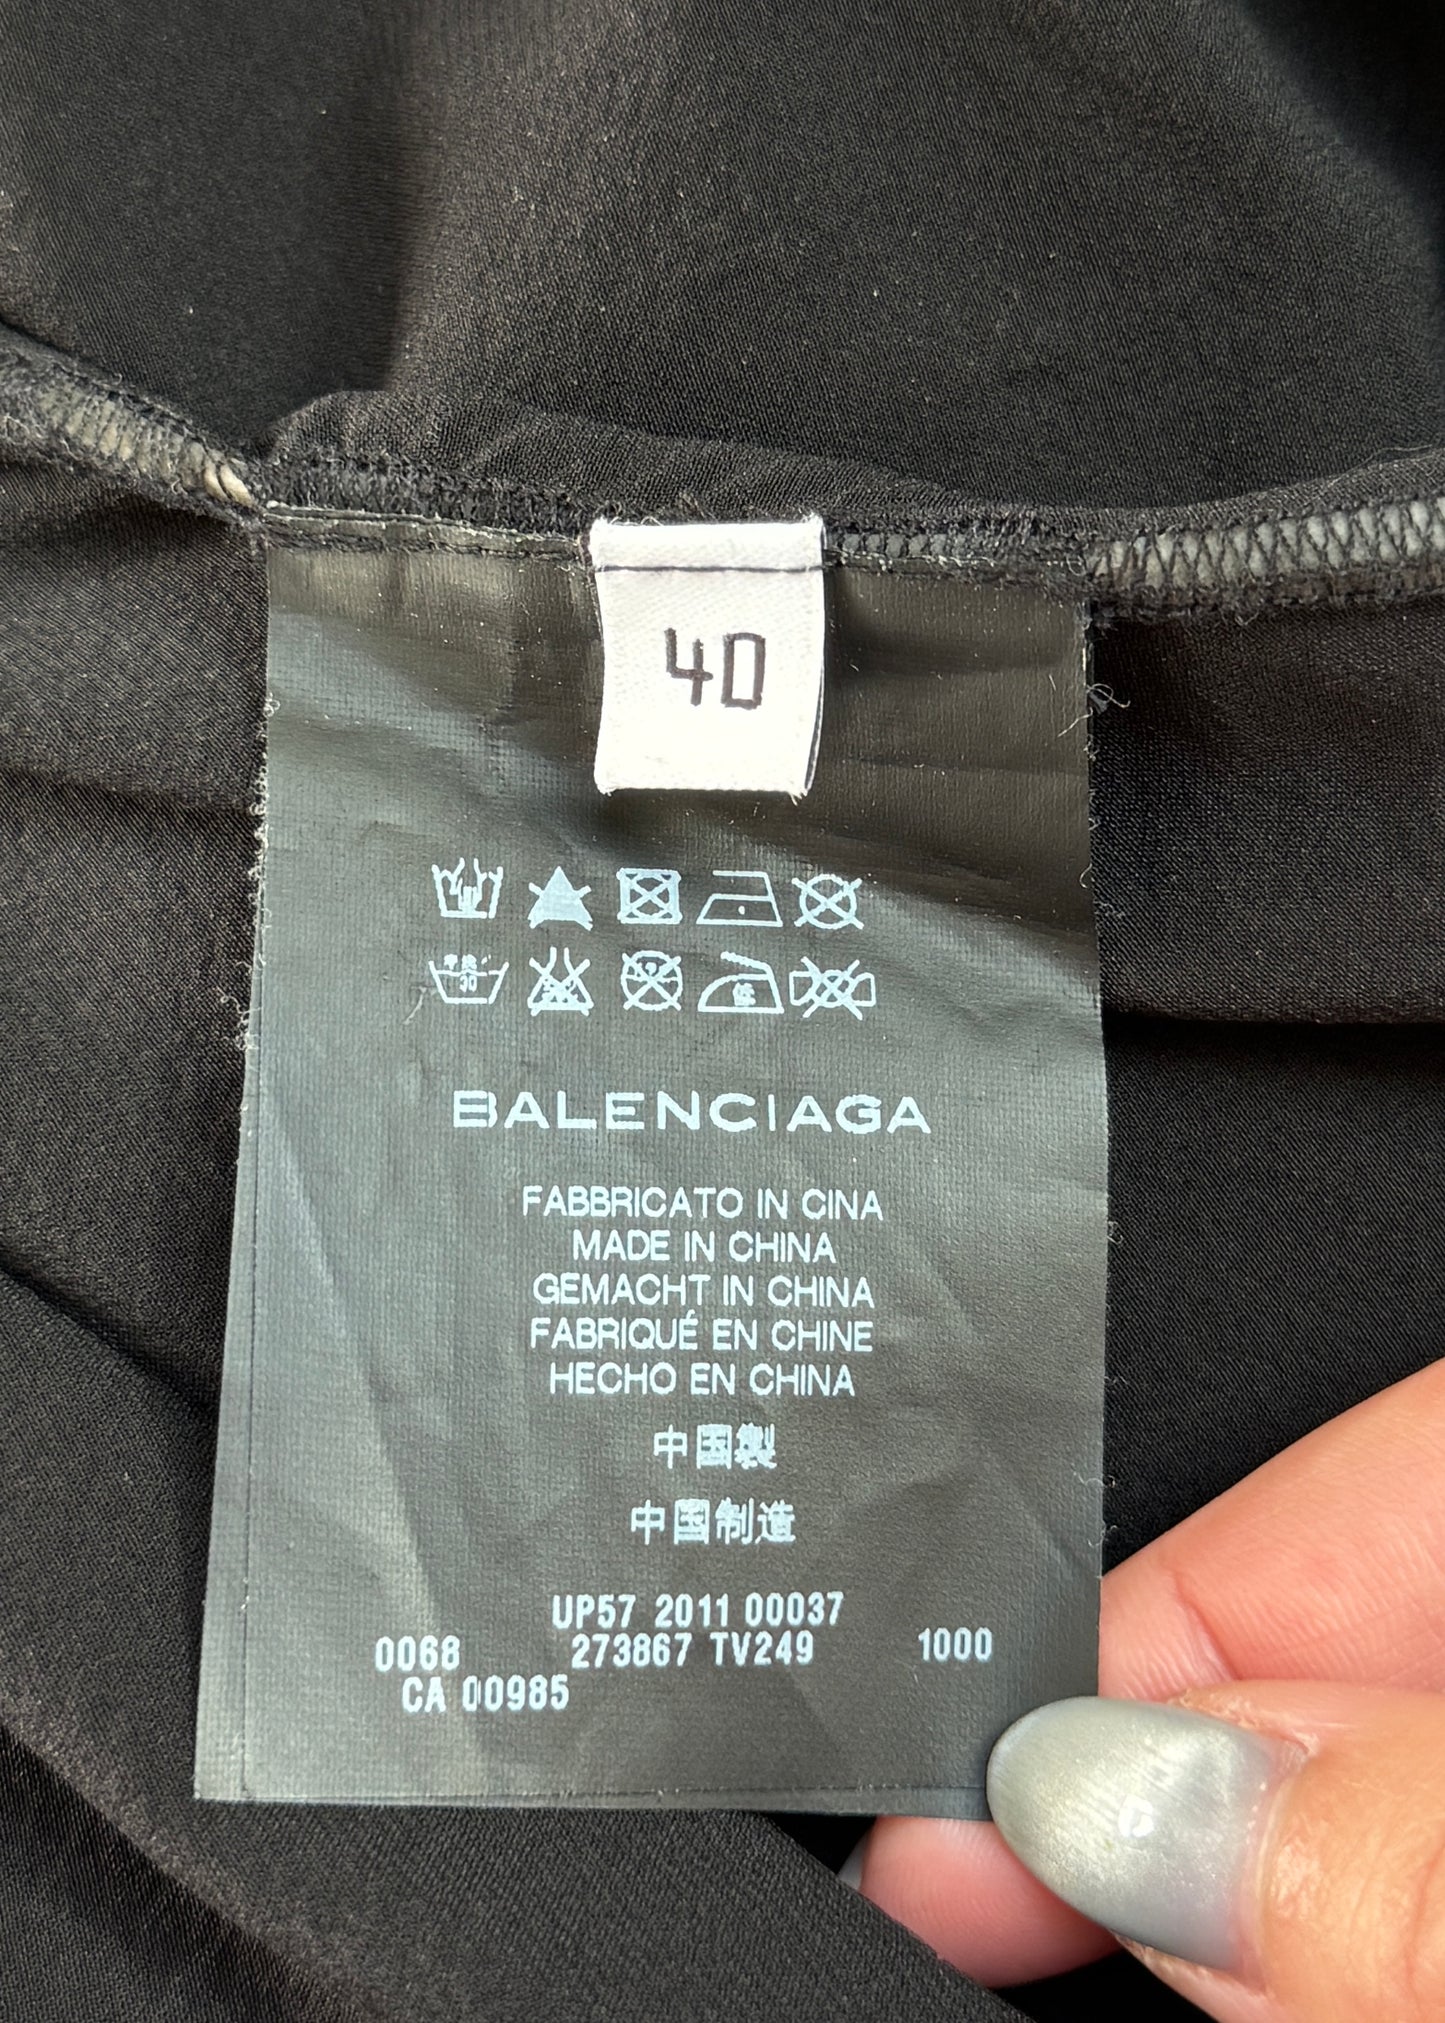 40
BALENCIAGA
FABBRICATO IN CINA
MADE IN CHINA
GEMACHT IN CHINA
FABRIQUÉ EN CHINE
HECHO EN CHINA
中国製
中国制造
UP57 2011 00037
0068 273867 TV249 1000
CA 00985